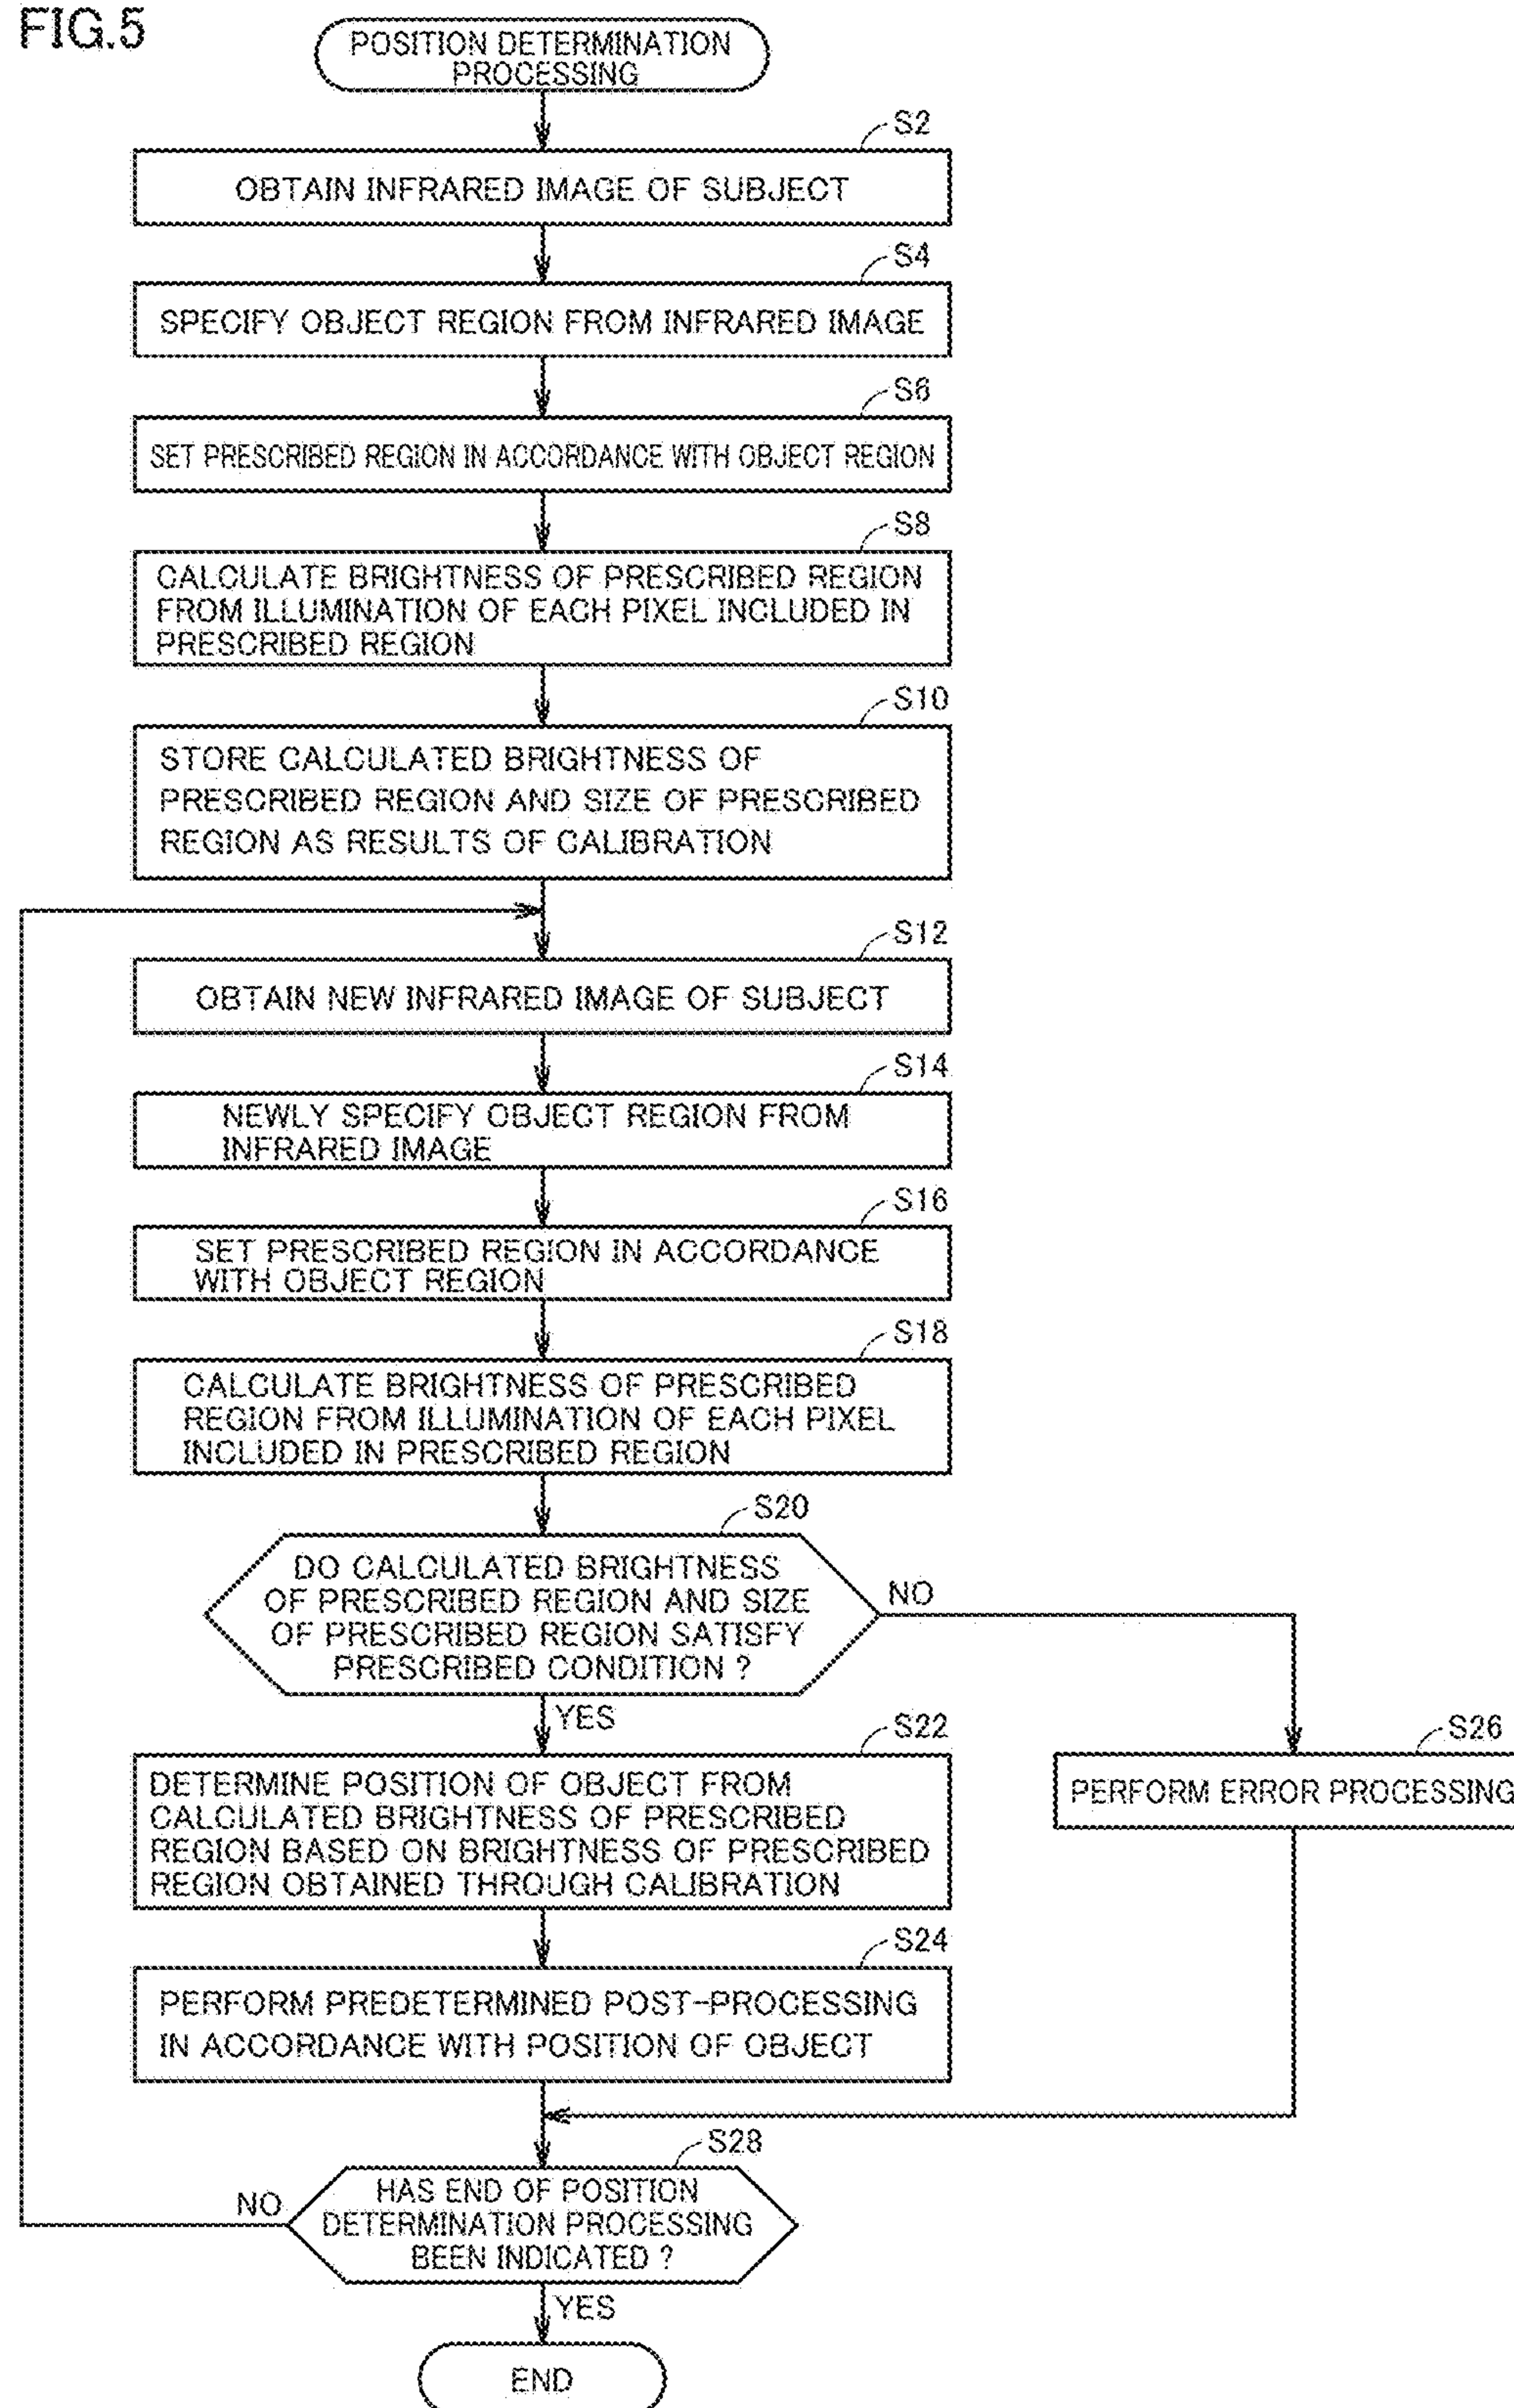 FIG.5
POSITION DETERMINATION
PROCESSING
S2
OBTAIN INFRARED IMAGE OF SUBJECT
S4
SPECIFY OBJECT REGION FROM INFRARED IMAGE
S6
SET PRESCRIBED REGION IN ACCORDANCE WITH OBJECT REGION
S8
CALCULATE BRIGHTNESS OF PRESCRIBED REGION
FROM ILLUMINATION OF EACH PIXEL INCLUDED IN
PRESCRIBED REGION
S10
STORE CALCULATED BRIGHTNESS OF
PRESCRIBED REGION AND SIZE OF PRESCRIBED
REGION AS RESULTS OF CALIBRATION
S12
OBTAIN NEW INFRARED IMAGE OF SUBJECT
S14
NEWLY SPECIFY OBJECT REGION FROM
INFRARED IMAGE
S16
SET PRESCRIBED REGION IN ACCORDANCE
WITH OBJECT REGION
S18
CALCULATE BRIGHTNESS OF PRESCRIBED
REGION FROM ILLUMINATION OF EACH PIXEL
INCLUDED IN PRESCRIBED REGION
S20
DO CALCULATED BRIGHTNESS
OF PRESCRIBED REGION AND SIZE
OF PRESCRIBED REGION SATISFY
PRESCRIBED CONDITION ?
NO
YES
S22
DETERMINE POSITION OF OBJECT FROM
CALCULATED BRIGHTNESS OF PRESCRIBED
REGION BASED ON BRIGHTNESS OF PRESCRIBED
REGION OBTAINED THROUGH CALIBRATION
S26
PERFORM ERROR PROCESSING
S24
PERFORM PREDETERMINED POST-PROCESSING
IN ACCORDANCE WITH POSITION OF OBJECT
S28
HAS END OF POSITION
DETERMINATION PROCESSING
BEEN INDICATED ?
NO
YES
END